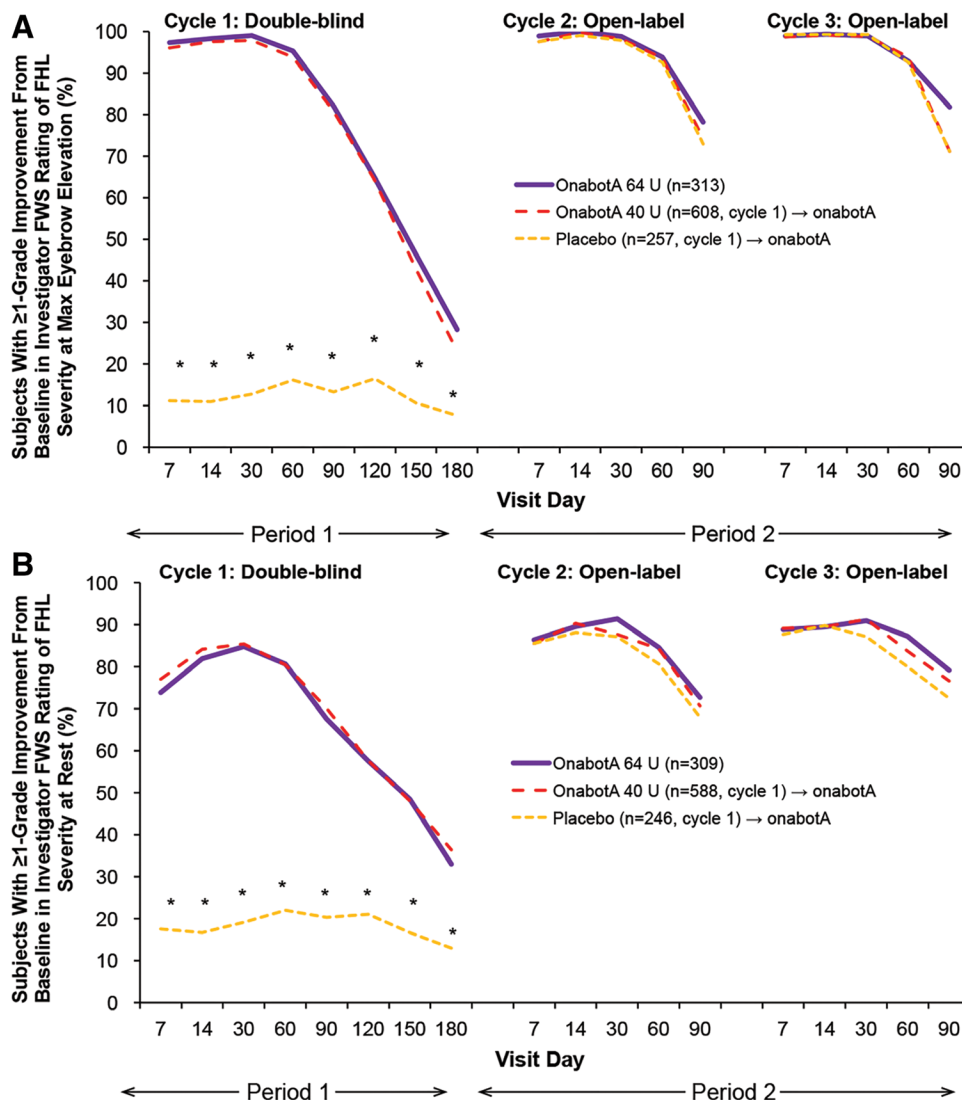 A
Cycle 1: Double-blind
Cycle 2: Open-label
Cycle 3: Open-label
Subjects With ≥1-Grade Improvement From
Baseline in Investigator FWS Rating of FHL
Severity at Max Eyebrow Elevation (%)
100
90
80
70
60
50
40
30
20
10
0
OnabotA 64 U (n=313)
OnabotA 40 U (n=608, cycle 1) → onabotA
Placebo (n=257, cycle 1) → onabotA
* * * * * * * *
7 14 30 60 90 120 150 180 7 14 30 60 90 7 14 30 60 90
Visit Day
Period 1
Period 2
B
Cycle 1: Double-blind
Cycle 2: Open-label
Cycle 3: Open-label
Subjects With ≥1-Grade Improvement From
Baseline in Investigator FWS Rating of FHL
Severity at Rest (%)
100
90
80
70
60
50
40
30
20
10
0
OnabotA 64 U (n=309)
OnabotA 40 U (n=588, cycle 1) → onabotA
Placebo (n=246, cycle 1) → onabotA
* * * * * * * *
7 14 30 60 90 120 150 180 7 14 30 60 90 7 14 30 60 90
Visit Day
Period 1
Period 2